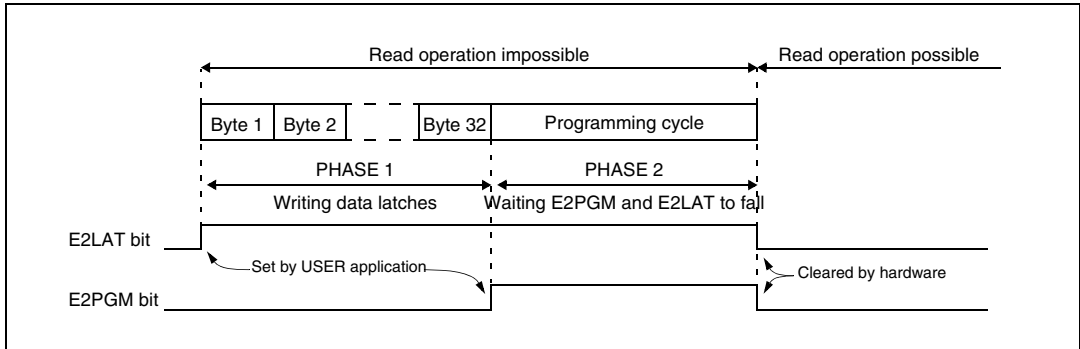 Read operation impossible
Read operation possible
Byte 1 Byte 2 Byte 32 Programming cycle
PHASE 1 PHASE 2
Writing data latches Waiting E2PGM and E2LAT to fall
E2LAT bit
Set by USER application
Cleared by hardware
E2PGM bit